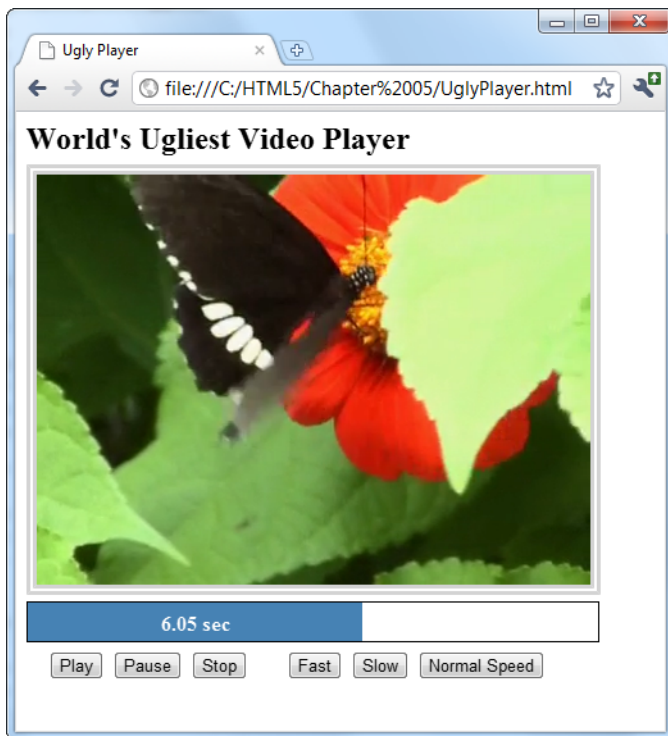 Ugly Player
file:///C:/HTML5/Chapter%2005/UglyPlayer.html
World's Ugliest Video Player
6.05 sec
Play Pause Stop Fast Slow Normal Speed